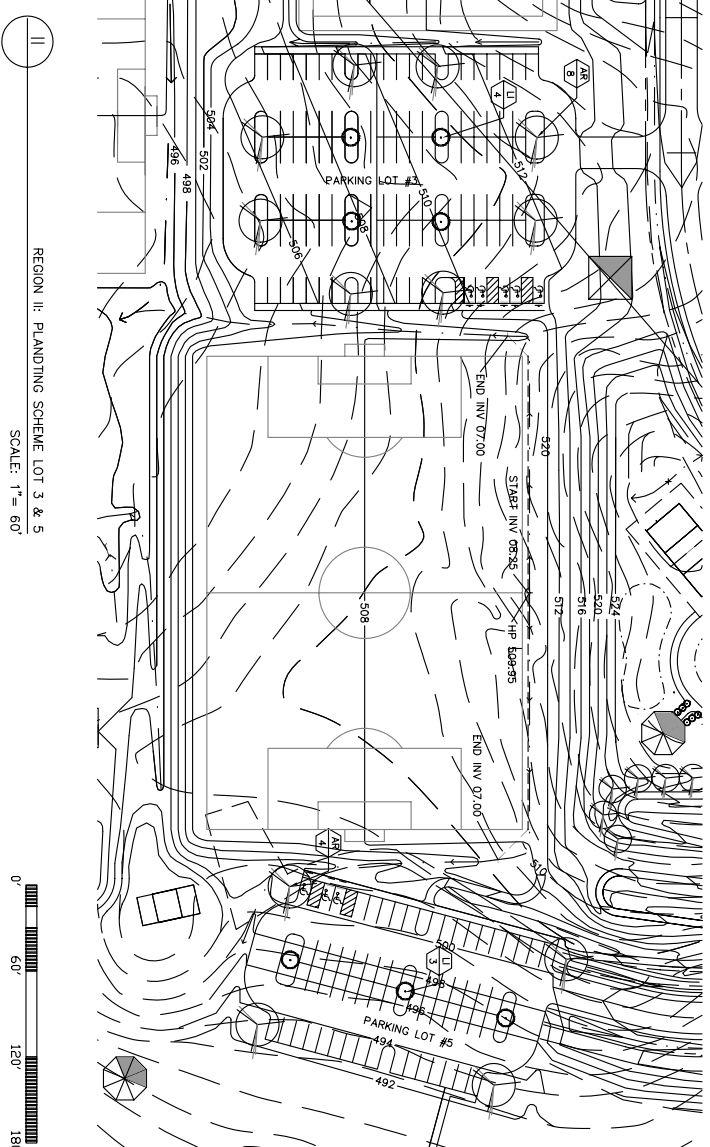 AR
8
LI
4
504
502
496
498
512
PARKING LOT #3
510
508
506
END INV 07.00
520
START INV 08.25
512
516
520
524
508
HP 509.95
END INV 07.00
AR
4
510
500
LI
3
498
496
PARKING LOT #5
494
492
II
REGION II: PLANDTING SCHEME LOT 3 & 5
SCALE: 1"= 60'
0'
60'
120'
180